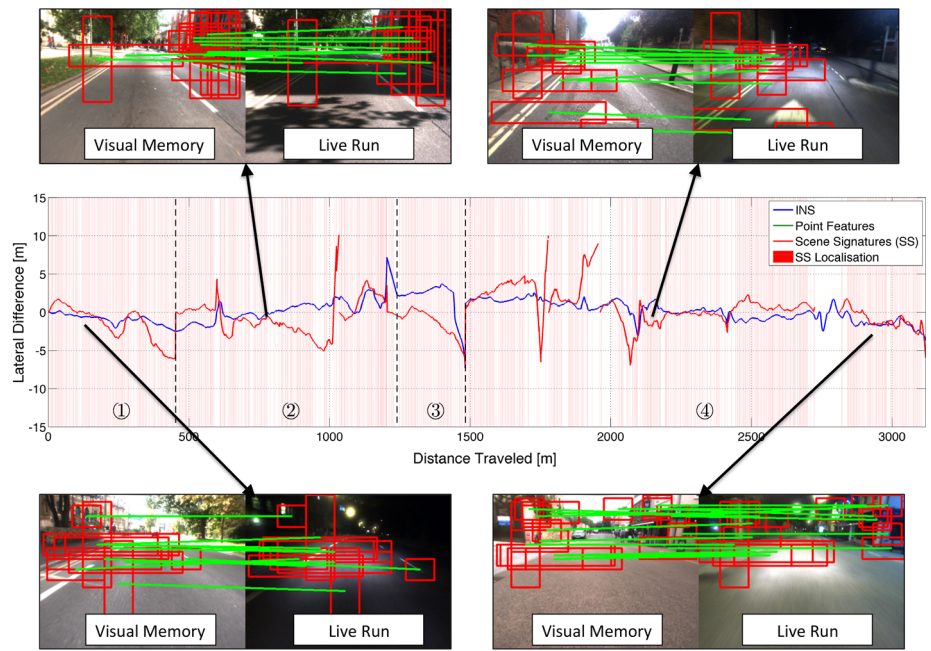 Visual Memory
Live Run
Visual Memory
Live Run
15
10
5
0
-5
-10
-15
Lateral Difference [m]
INS
Point Features
Scene Signatures (SS)
SS Localisation
①
②
③
④
0
500
1000
1500
2000
2500
3000
Distance Traveled [m]
Visual Memory
Live Run
Visual Memory
Live Run